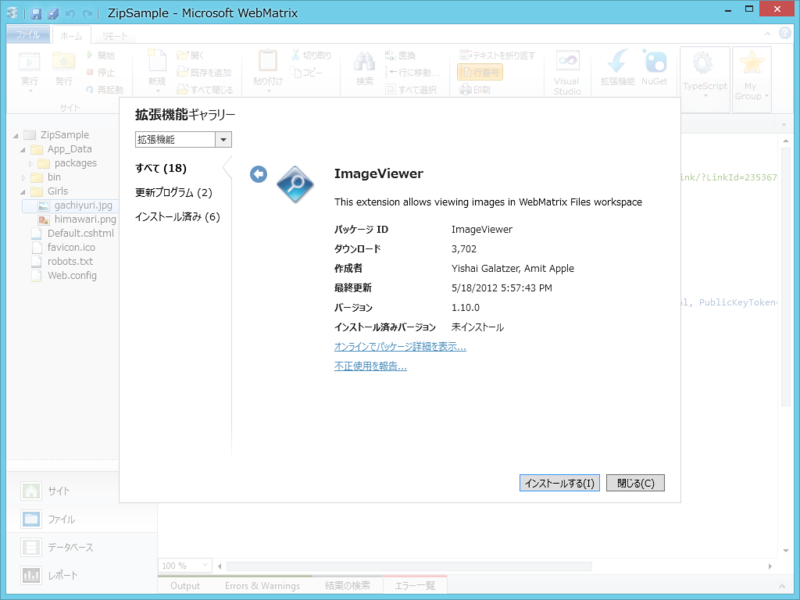 ZipSample - Microsoft WebMatrix
ファイル ホーム リモート
実行
発行
開始
停止
再起動
サイト
新規
開く
既存を追加
すべて閉じる
貼り付け
切り取り
コピー
検索
置換
行に移動...
すべて選択
テキストを折り返す
行番号
印刷
Visual Studio
拡張機能
NuGet
TypeScript
My Group
ZipSample
App_Data
packages
bin
Girls
gachiyuri.jpg
himawari.png
Default.cshtml
favicon.ico
robots.txt
Web.config
サイト
ファイル
データベース
レポート
拡張機能ギャラリー
拡張機能
すべて (18)
更新プログラム (2)
インストール済み (6)
ImageViewer
This extension allows viewing images in WebMatrix Files workspace
パッケージ ID ImageViewer
ダウンロード 3,702
作成者 Yishai Galatzer, Amit Apple
最終更新 5/18/2012 5:57:43 PM
バージョン 1.10.0
インストール済みバージョン 未インストール
オンラインでパッケージ詳細を表示...
不正使用を報告...
インストールする(I) 閉じる(C)
ink/?LinkId=235367
l, PublicKeyToken
100 %
Output Errors & Warnings 結果の検索 エラー一覧